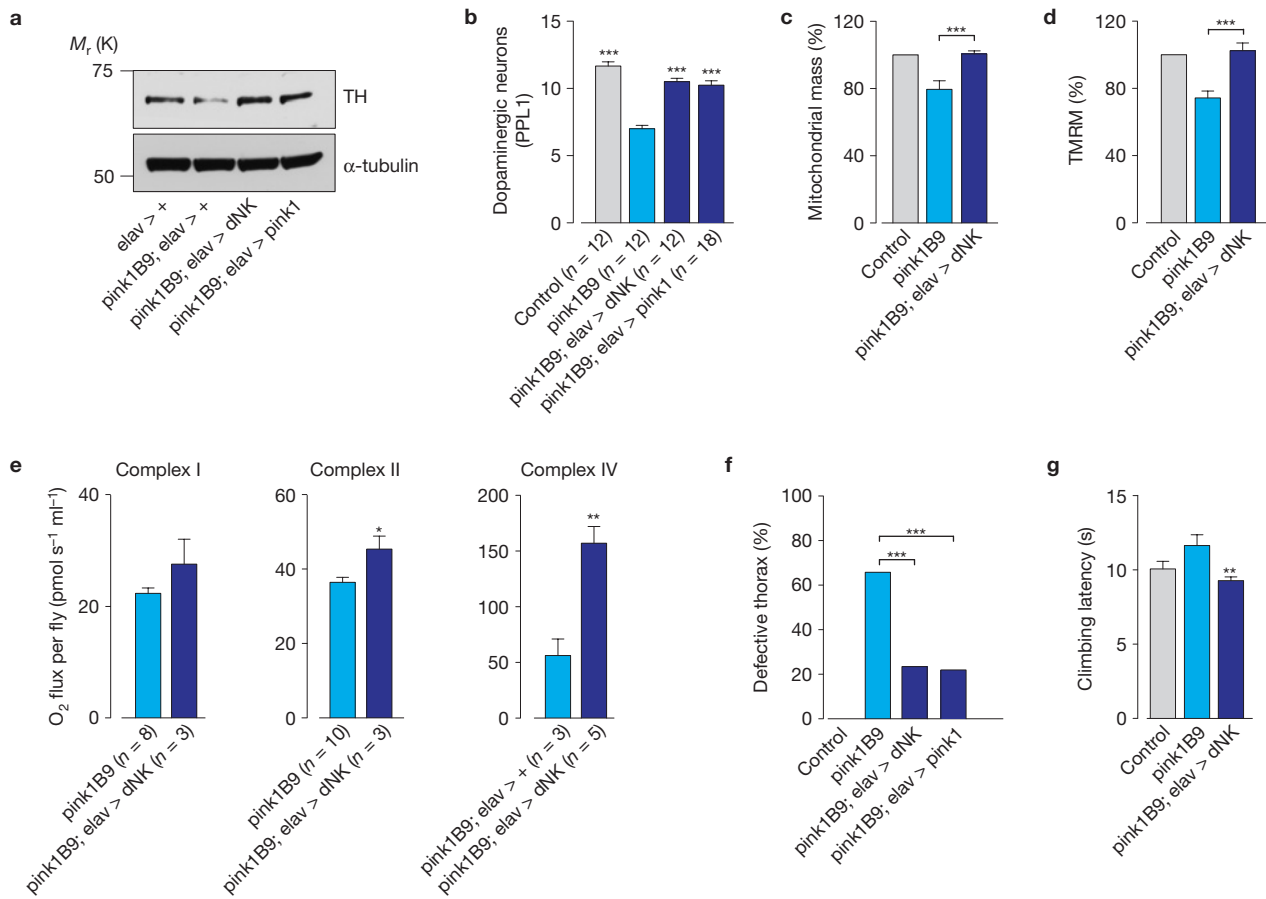 a
Mr (K)
75
50
TH
α-tubulin
elav > +
pink1B9; elav > +
pink1B9; elav > dNK
pink1B9; elav > pink1
b
Dopaminergic neurons
(PPL1)
15
10
5
0
***
***
***
Control (n = 12)
pink1B9 (n = 12)
pink1B9; elav > dNK (n = 12)
pink1B9; elav > pink1 (n = 18)
c
Mitochondrial mass (%)
120
80
40
0
***
Control
pink1B9
pink1B9; elav > dNK
d
TMRM (%)
120
80
40
0
***
Control
pink1B9
pink1B9; elav > dNK
e
O2 flux per fly (pmol s−1 ml−1)
Complex I
40
20
0
pink1B9 (n = 8)
pink1B9; elav > dNK (n = 3)
Complex II
60
40
20
0
*
pink1B9 (n = 10)
pink1B9; elav > dNK (n = 3)
Complex IV
200
150
100
50
0
**
pink1B9; elav > + (n = 3)
pink1B9; elav > dNK (n = 5)
f
Defective thorax (%)
100
80
60
40
20
0
***
***
Control
pink1B9
pink1B9; elav > dNK
pink1B9; elav > pink1
g
Climbing latency (s)
15
10
5
0
**
Control
pink1B9
pink1B9; elav > dNK